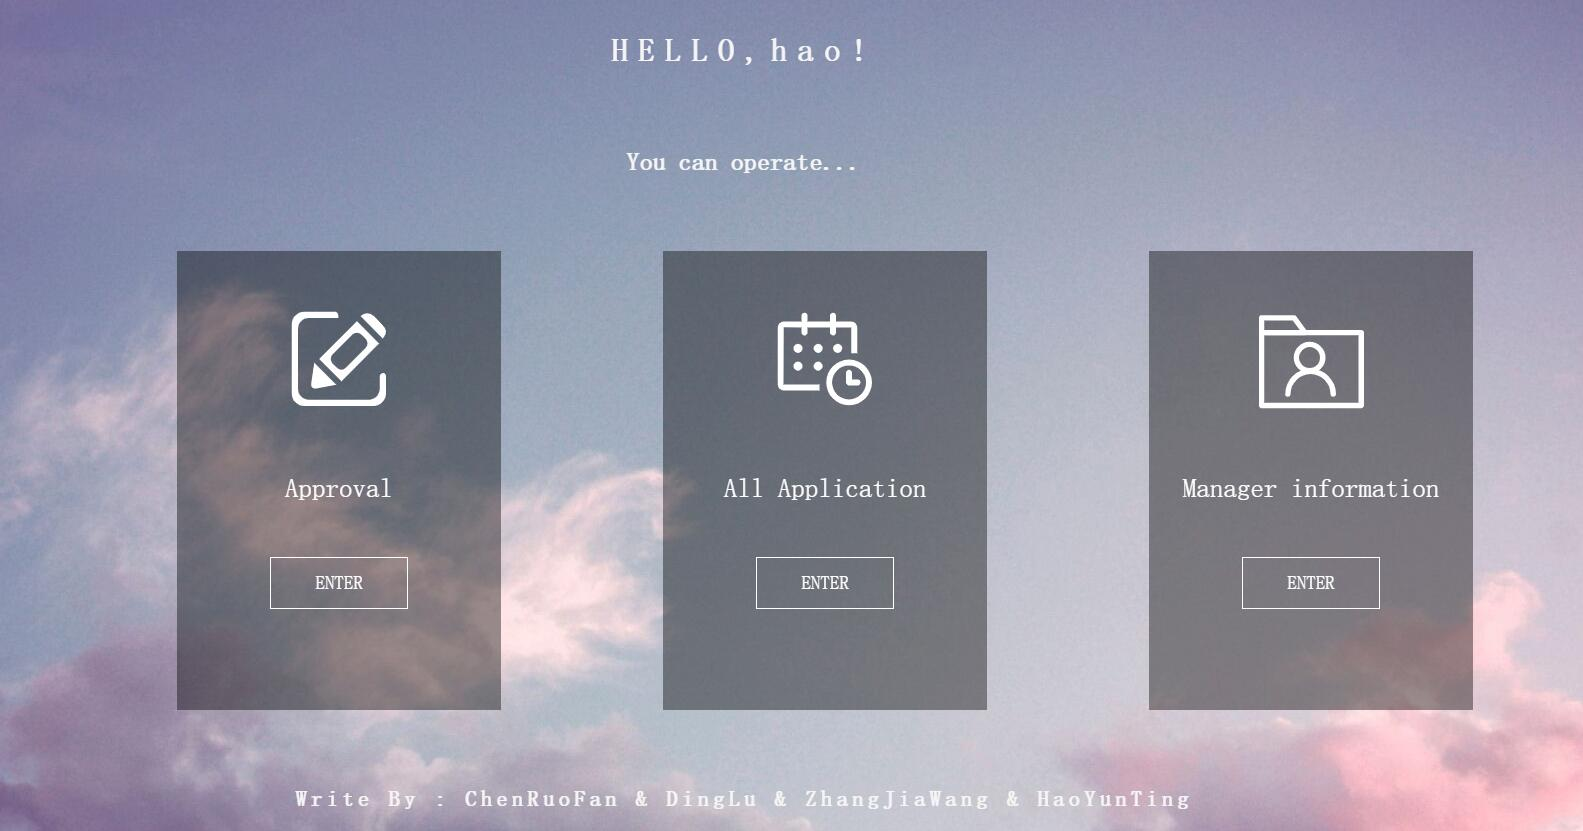 HELLO,hao!
You can operate...
Approval
All Application
Manager information
ENTER
ENTER
ENTER
Write By : ChenRuoFan & DingLu & ZhangJiaWang & HaoYunTing